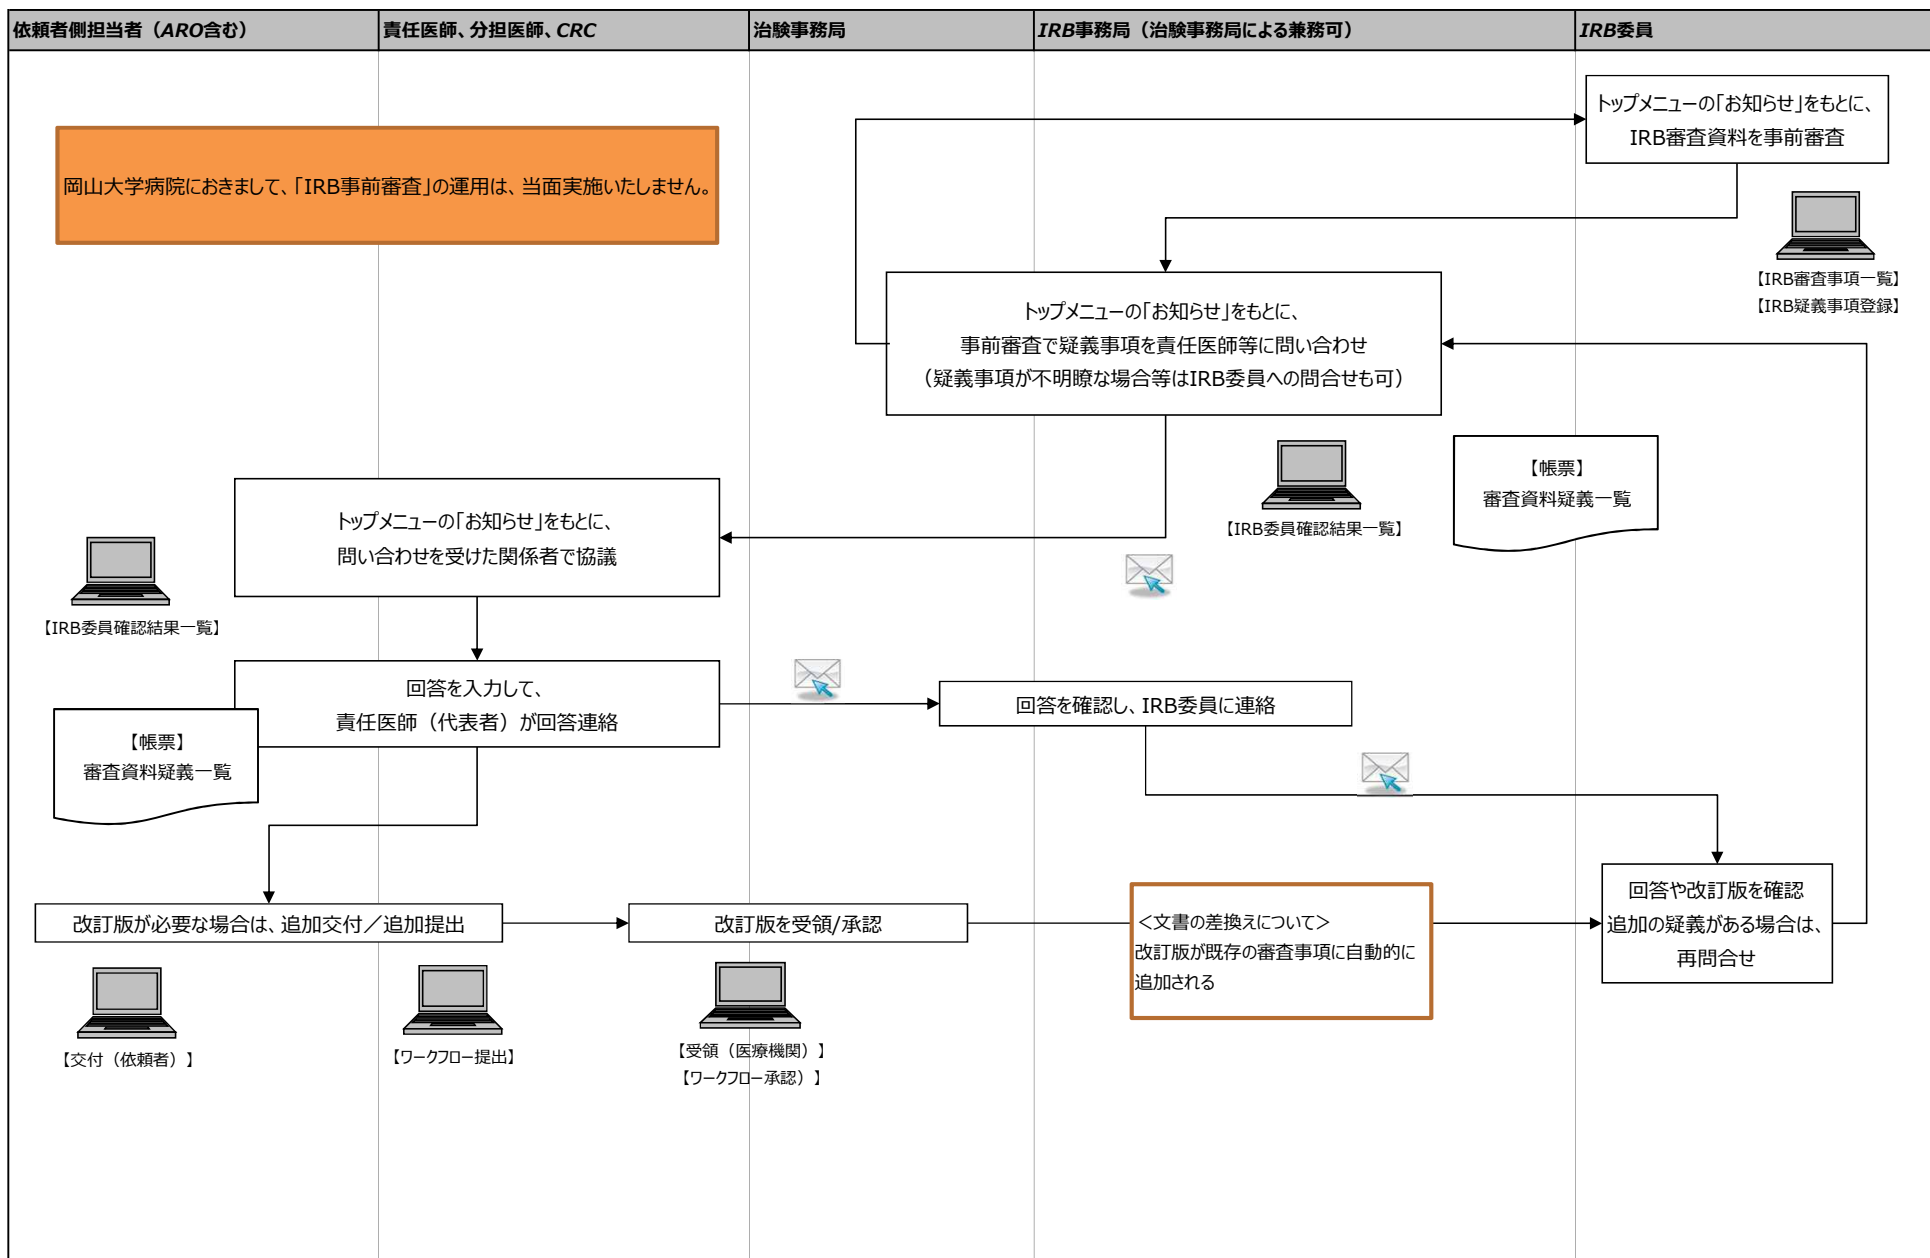 依頼者側担当者（ARO含む）
責任医師、分担医師、CRC
治験事務局
IRB事務局（治験事務局による兼務可）
IRB委員
トップメニューの「お知らせ」をもとに、
IRB審査資料を事前審査
岡山大学病院におきまして、「IRB事前審査」の運用は、当面実施いたしません。
【IRB審査事項一覧】
【IRB疑義事項登録】
トップメニューの「お知らせ」をもとに、
事前審査で疑義事項を責任医師等に問い合わせ
（疑義事項が不明瞭な場合等はIRB委員への問合せも可）
【IRB委員確認結果一覧】
【帳票】
審査資料疑義一覧
トップメニューの「お知らせ」をもとに、
問い合わせを受けた関係者で協議
【IRB委員確認結果一覧】
回答を入力して、
責任医師（代表者）が回答連絡
【帳票】
審査資料疑義一覧
回答を確認し、IRB委員に連絡
改訂版が必要な場合は、追加交付／追加提出
改訂版を受領/承認
＜文書の差換えについて＞
改訂版が既存の審査事項に自動的に
追加される
回答や改訂版を確認
追加の疑義がある場合は、
再問合せ
【交付（依頼者）】
【ワークフロー提出】
【受領（医療機関）】
【ワークフロー承認）】